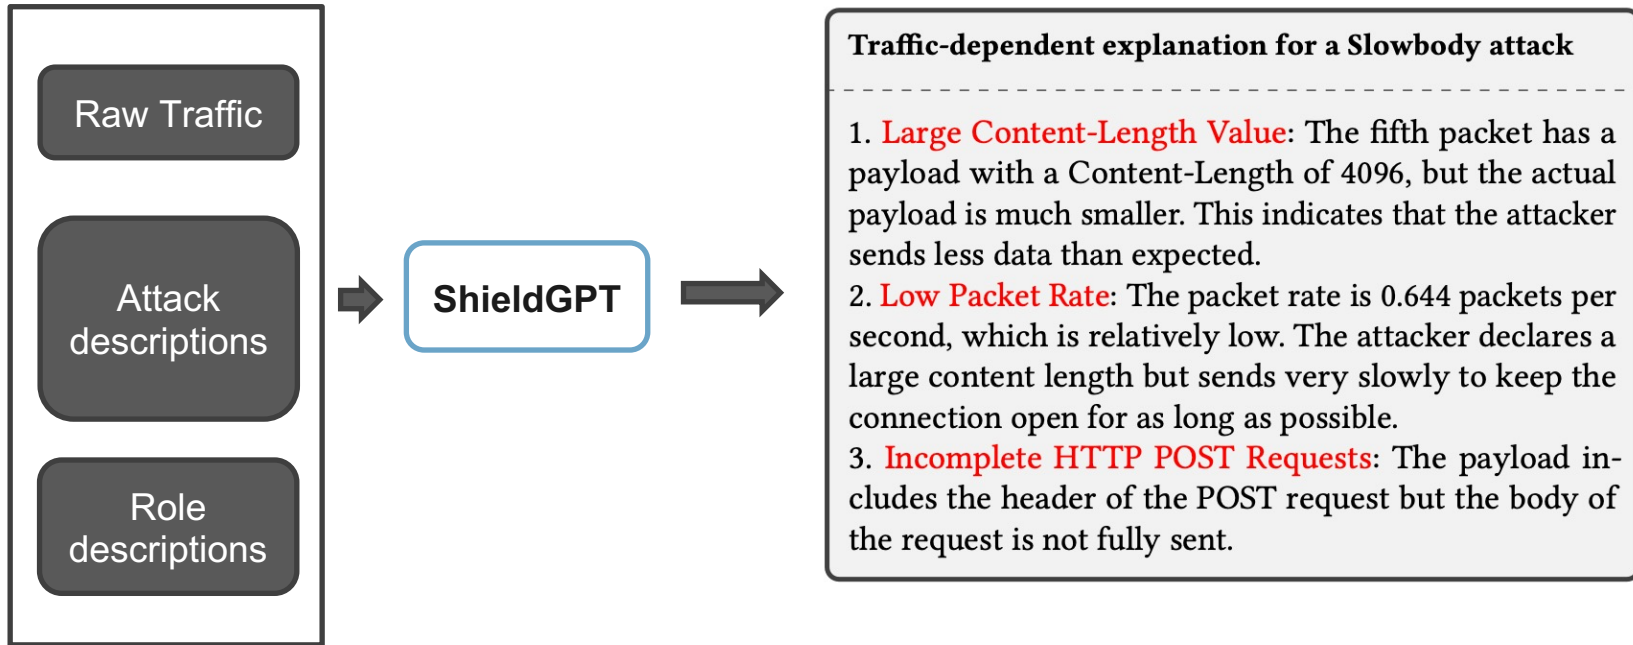 Raw Traffic
Attack
descriptions
Role
descriptions
ShieldGPT
Traffic-dependent explanation for a Slowbody attack
1. Large Content-Length Value: The fifth packet has a
payload with a Content-Length of 4096, but the actual
payload is much smaller. This indicates that the attacker
sends less data than expected.
2. Low Packet Rate: The packet rate is 0.644 packets per
second, which is relatively low. The attacker declares a
large content length but sends very slowly to keep the
connection open for as long as possible.
3. Incomplete HTTP POST Requests: The payload in-
cludes the header of the POST request but the body of
the request is not fully sent.